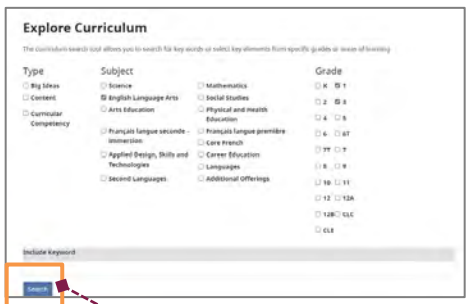 Explore Curriculum
The curriculum search tool allows you to search for key words or select key elements from specific grades or areas of learning
Type
Big Ideas
Content
Curricular
Competency
Subject
Science
English Language Arts
Arts Education
Français langue seconde -
immersion
Applied Design, Skills and
Technologies
Second Languages
Mathematics
Social Studies
Physical and Health
Education
Français langue première
Core French
Career Education
Languages
Additional Offerings
Grade
K 1
2 3
4 5
6 6T
7T 7
8 9
10 11
12 12A
12B CLC
CLE
Include Keyword
Search